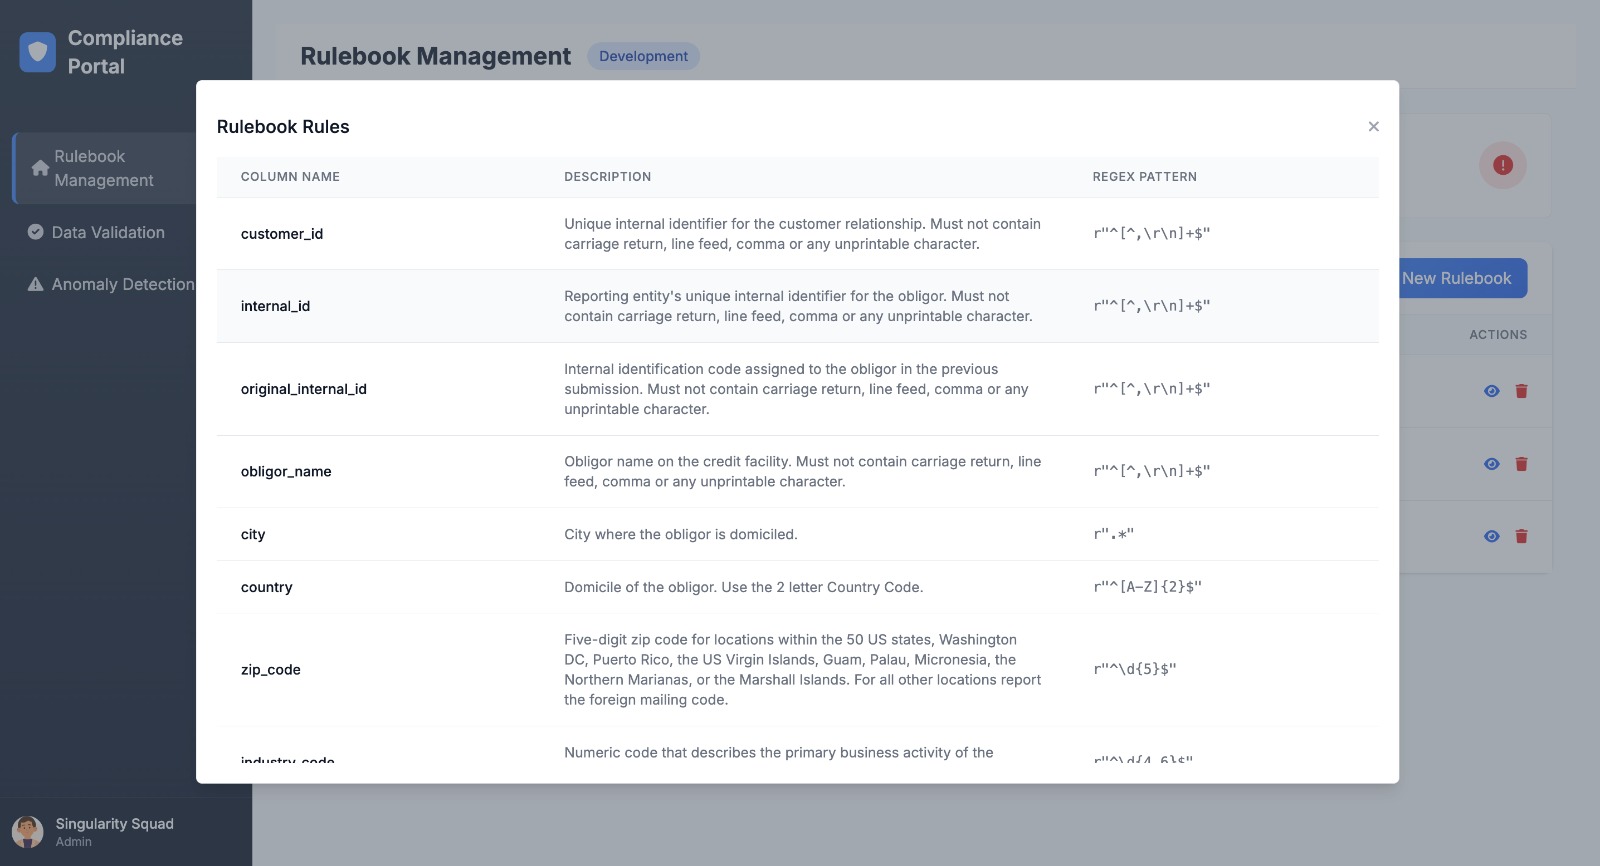 Compliance
Portal
Rulebook Management
Development
Rulebook Rules
×
Rulebook
Management
Data Validation
Anomaly Detection
New Rulebook
ACTIONS
COLUMN NAME DESCRIPTION REGEX PATTERN
customer_id
Unique internal identifier for the customer relationship. Must not contain
carriage return, line feed, comma or any unprintable character.
r"^[^,\r\n]+$"
internal_id
Reporting entity's unique internal identifier for the obligor. Must not
contain carriage return, line feed, comma or any unprintable character.
r"^[^,\r\n]+$"
original_internal_id
Internal identification code assigned to the obligor in the previous
submission. Must not contain carriage return, line feed, comma or any
unprintable character.
r"^[^,\r\n]+$"
obligor_name
Obligor name on the credit facility. Must not contain carriage return, line
feed, comma or any unprintable character.
r"^[^,\r\n]+$"
city
City where the obligor is domiciled.
r".*"
country
Domicile of the obligor. Use the 2 letter Country Code.
r"^[A-Z]{2}$"
zip_code
Five-digit zip code for locations within the 50 US states, Washington
DC, Puerto Rico, the US Virgin Islands, Guam, Palau, Micronesia, the
Northern Marianas, or the Marshall Islands. For all other locations report
the foreign mailing code.
r"^\d{5}$"
industry_code
Numeric code that describes the primary business activity of the
r"^\d{4,6}$"
Singularity Squad
Admin